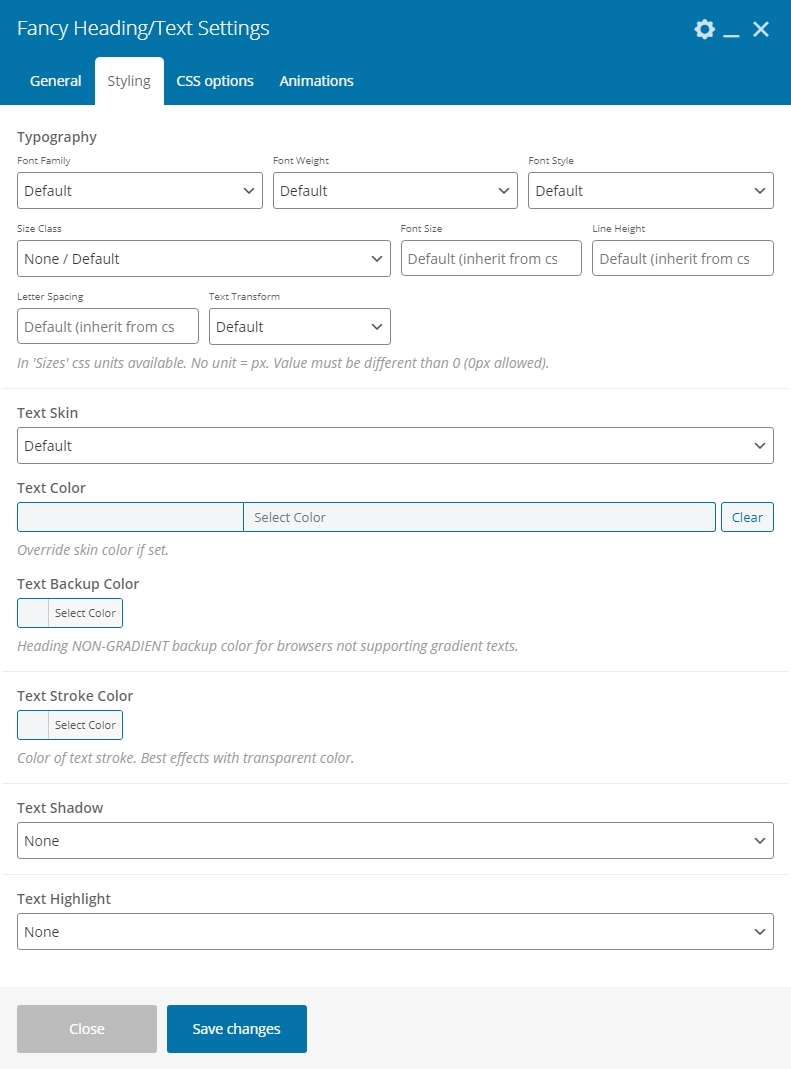 Fancy Heading/Text Settings
General Styling CSS options Animations
Typography
Font Family Font Weight Font Style
Default Default Default
Size Class Font Size Line Height
None / Default Default (inherit from cs Default (inherit from cs
Letter Spacing Text Transform
Default (inherit from cs Default
In 'Sizes' css units available. No unit = px. Value must be different than 0 (0px allowed).
Text Skin
Default
Text Color
Select Color Clear
Override skin color if set.
Text Backup Color
Select Color
Heading NON-GRADIENT backup color for browsers not supporting gradient texts.
Text Stroke Color
Select Color
Color of text stroke. Best effects with transparent color.
Text Shadow
None
Text Highlight
None
Close Save changes